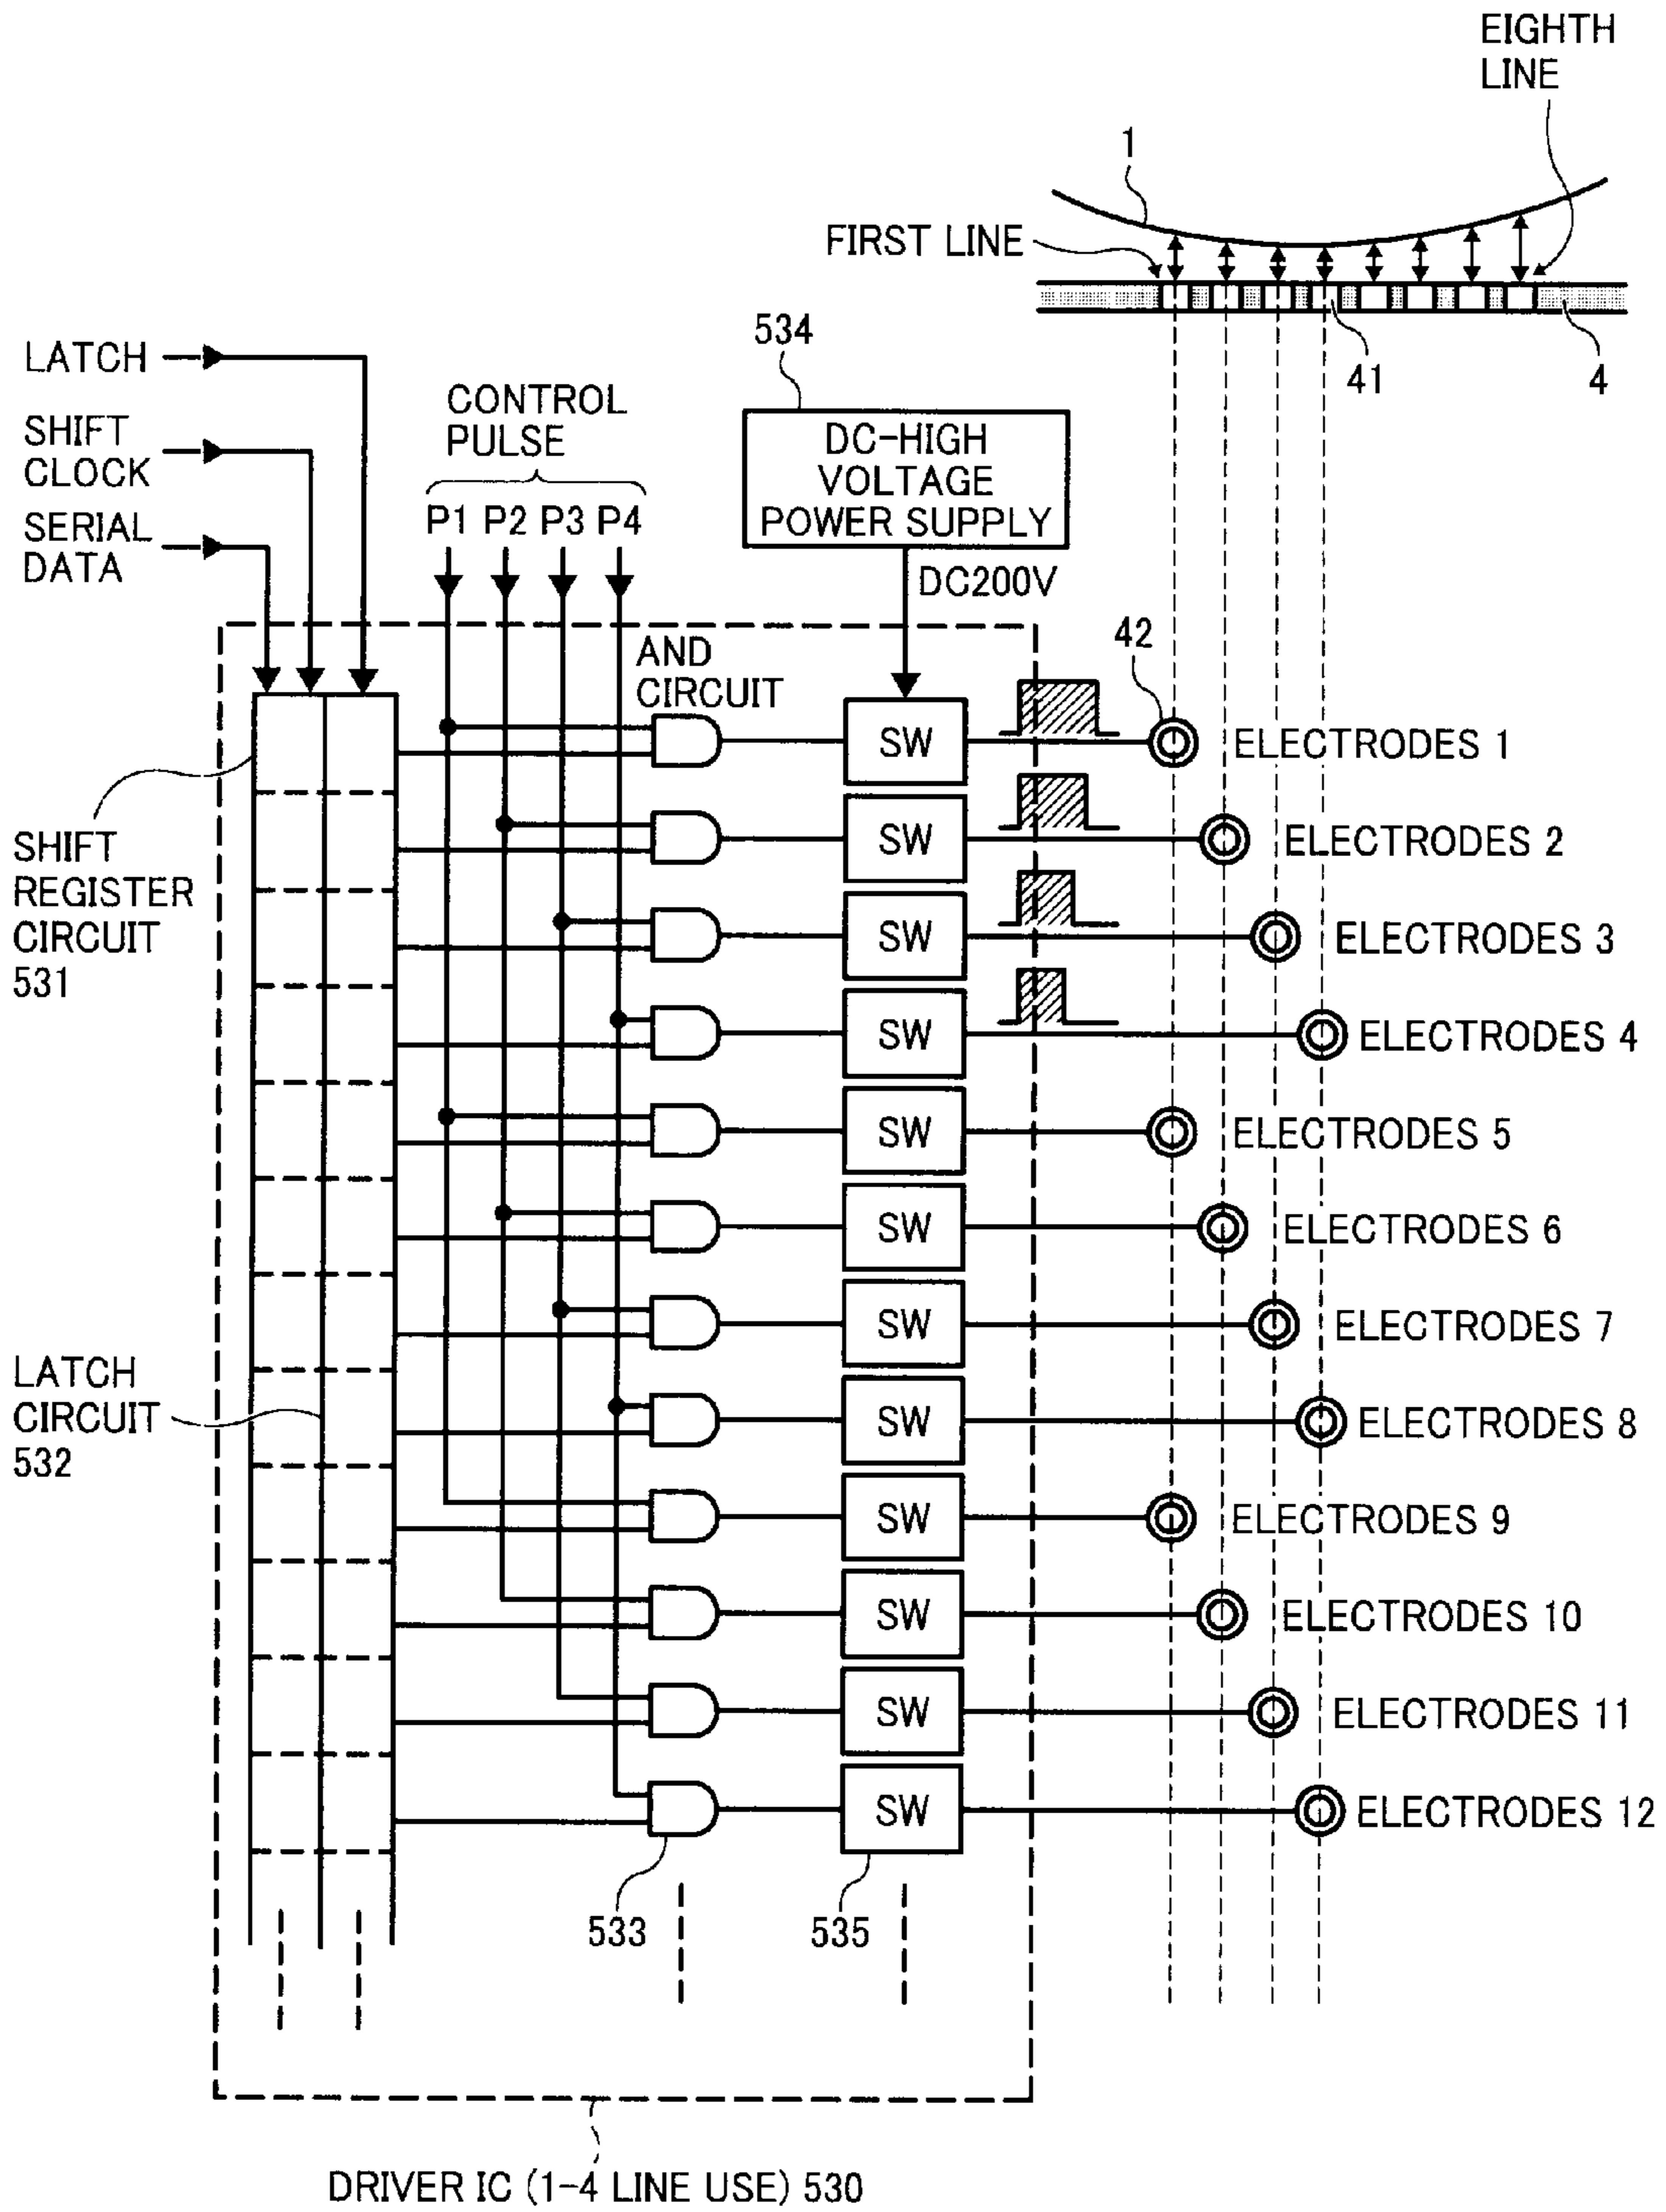 EIGHTH
LINE
1
FIRST LINE
41
4
534
LATCH
CONTROL
PULSE
DC-HIGH
VOLTAGE
POWER SUPPLY
SHIFT
CLOCK
P1 P2 P3 P4
SERIAL
DATA
DC200V
AND
CIRCUIT
42
SW
ELECTRODES 1
SW
ELECTRODES 2
SHIFT
REGISTER
CIRCUIT
531
SW
ELECTRODES 3
SW
ELECTRODES 4
SW
ELECTRODES 5
SW
ELECTRODES 6
SW
ELECTRODES 7
LATCH
CIRCUIT
532
SW
ELECTRODES 8
SW
ELECTRODES 9
SW
ELECTRODES 10
SW
ELECTRODES 11
SW
ELECTRODES 12
533
535
DRIVER IC (1-4 LINE USE) 530